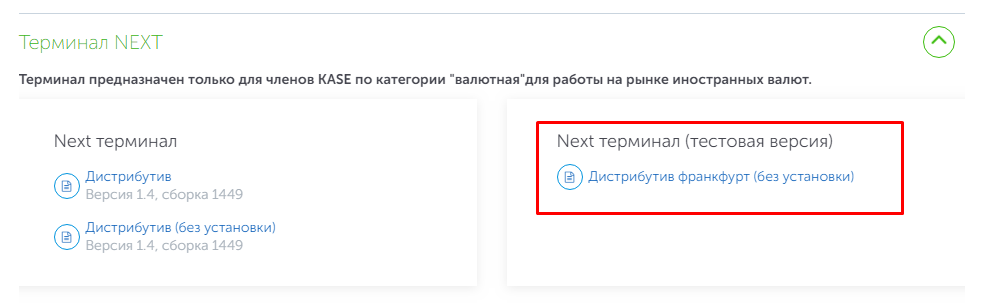 Терминал NEXT
Терминал предназначен только для членов KASE по категории "валютная"для работы на рынке иностранных валют.
Next терминал
Дистрибутив
Версия 1.4, сборка 1449
Дистрибутив (без установки)
Версия 1.4, сборка 1449
Next терминал (тестовая версия)
Дистрибутив франкфурт (без установки)